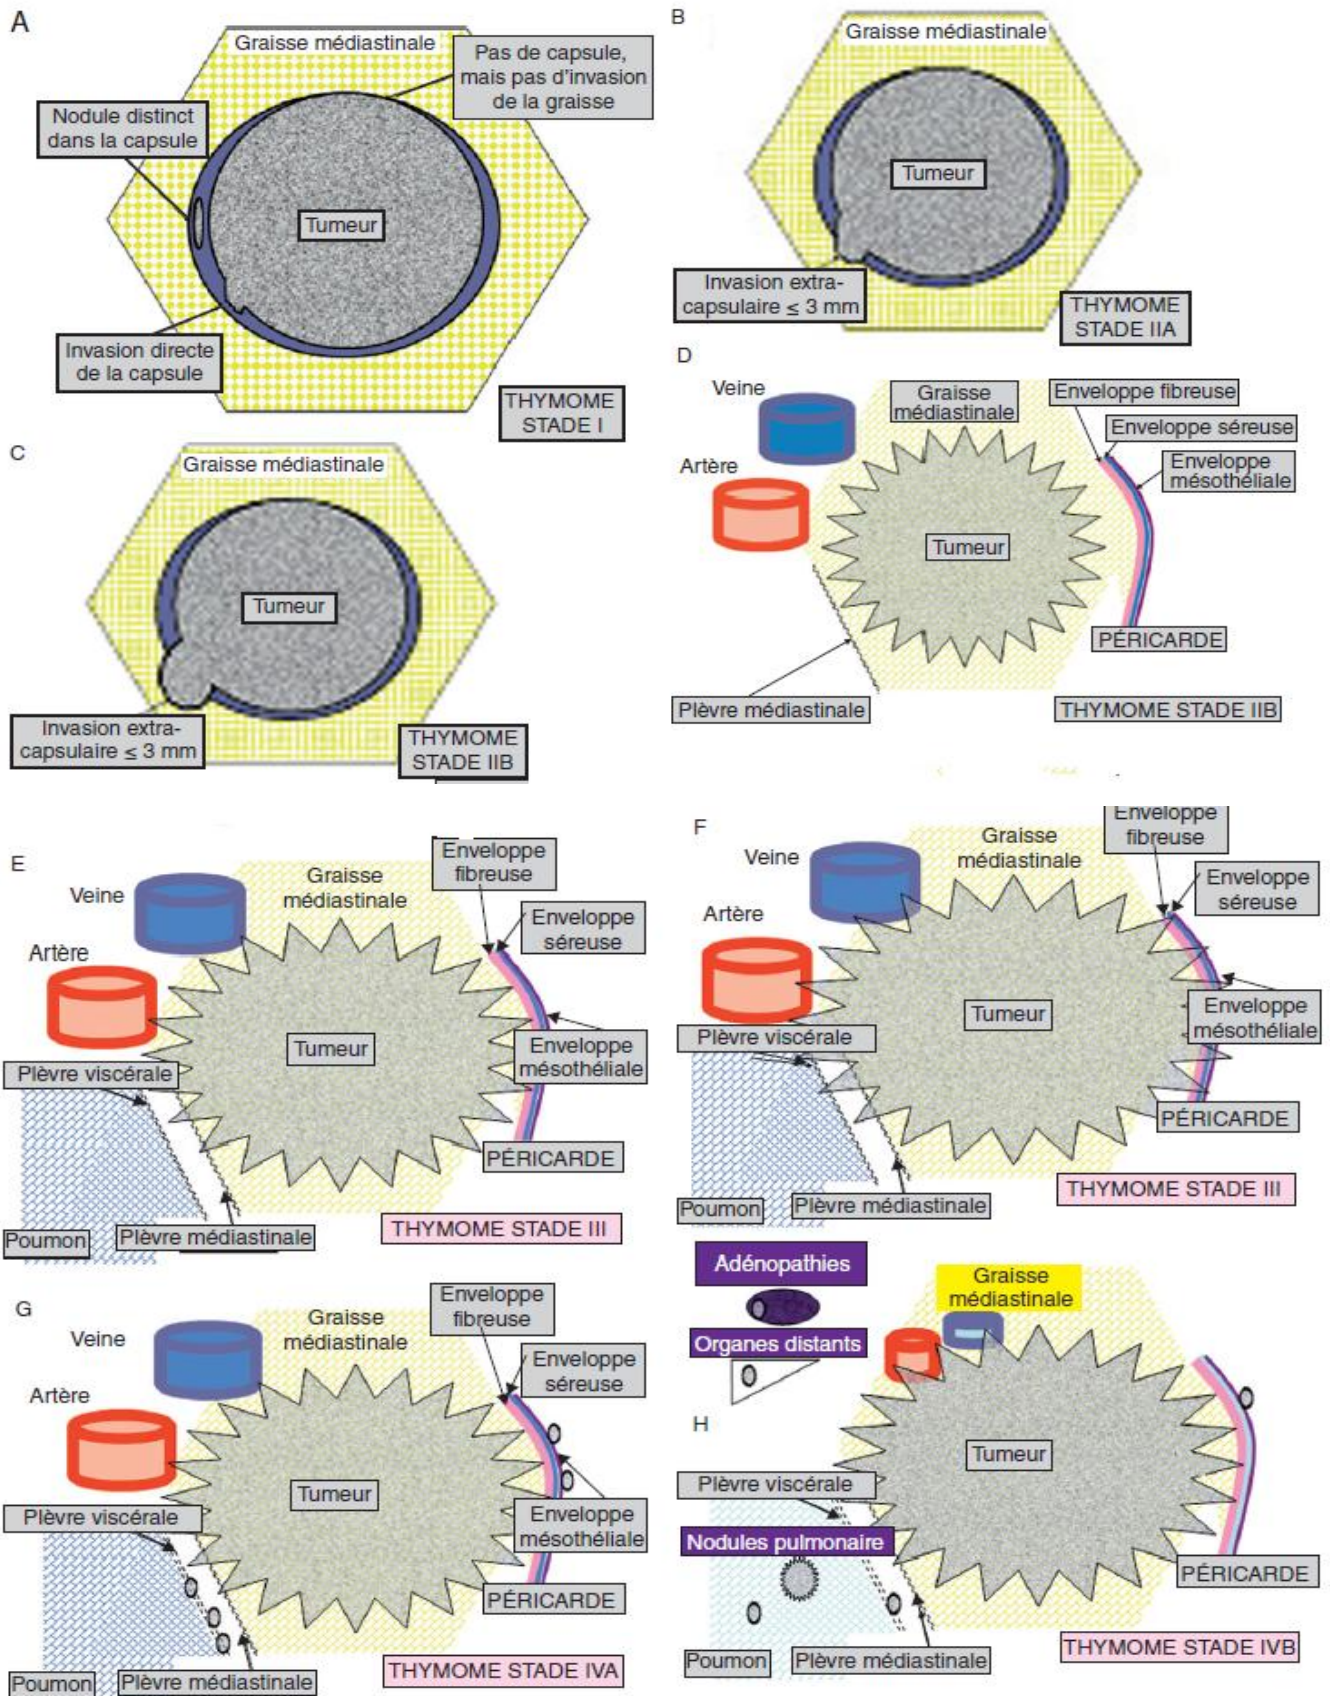 A
Graisse médiastinale
Pas de capsule,
mais pas d'invasion
de la graisse
Nodule distinct
dans la capsule
Tumeur
Invasion directe
de la capsule
THYMOME
STADE I
B
Graisse médiastinale
Tumeur
Invasion extra-
capsulaire ≤ 3 mm
THYMOME
STADE IIA
C
Graisse médiastinale
Tumeur
Invasion extra-
capsulaire ≤ 3 mm
THYMOME
STADE IIB
D
Veine
Graisse
médiastinale
Enveloppe fibreuse
Enveloppe séreuse
Artère
Enveloppe
mésothéliale
Tumeur
PÉRICARDE
Plèvre médiastinale
THYMOME STADE IIB
E
Enveloppe
fibreuse
Graisse
médiastinale
Veine
Enveloppe
séreuse
Artère
Tumeur
Enveloppe
mésothéliale
Plèvre viscérale
PÉRICARDE
Poumon
Plèvre médiastinale
THYMOME STADE III
F
Enveloppe
fibreuse
Graisse
médiastinale
Veine
Enveloppe
séreuse
Artère
Tumeur
Enveloppe
mésothéliale
Plèvre viscérale
PÉRICARDE
THYMOME STADE III
Poumon
Plèvre médiastinale
G
Enveloppe
fibreuse
Graisse
médiastinale
Veine
Enveloppe
séreuse
Artère
Tumeur
Plèvre viscérale
Enveloppe
mésothéliale
PÉRICARDE
THYMOME STADE IVA
Poumon
Plèvre médiastinale
Adénopathies
Graisse
médiastinale
Organes distants
H
Tumeur
Plèvre viscérale
Nodules pulmonaire
PÉRICARDE
THYMOME STADE IVB
Poumon
Plèvre médiastinale